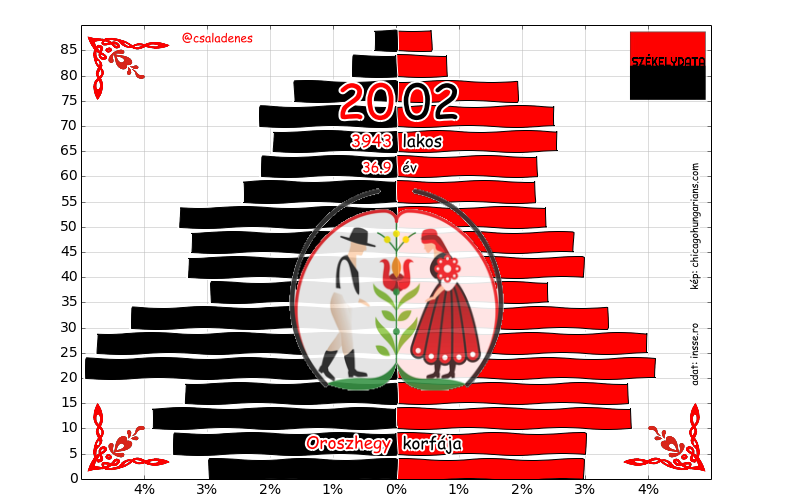 @csaladenes
SZÉKELYDATA
2002
3943 lakos
36.9 év
kép: chicagohungarians.com
adat: insse.ro
Oroszhegy korfája
85
80
75
70
65
60
55
50
45
40
35
30
25
20
15
10
5
0
4% 3% 2% 1% 0% 1% 2% 3% 4%